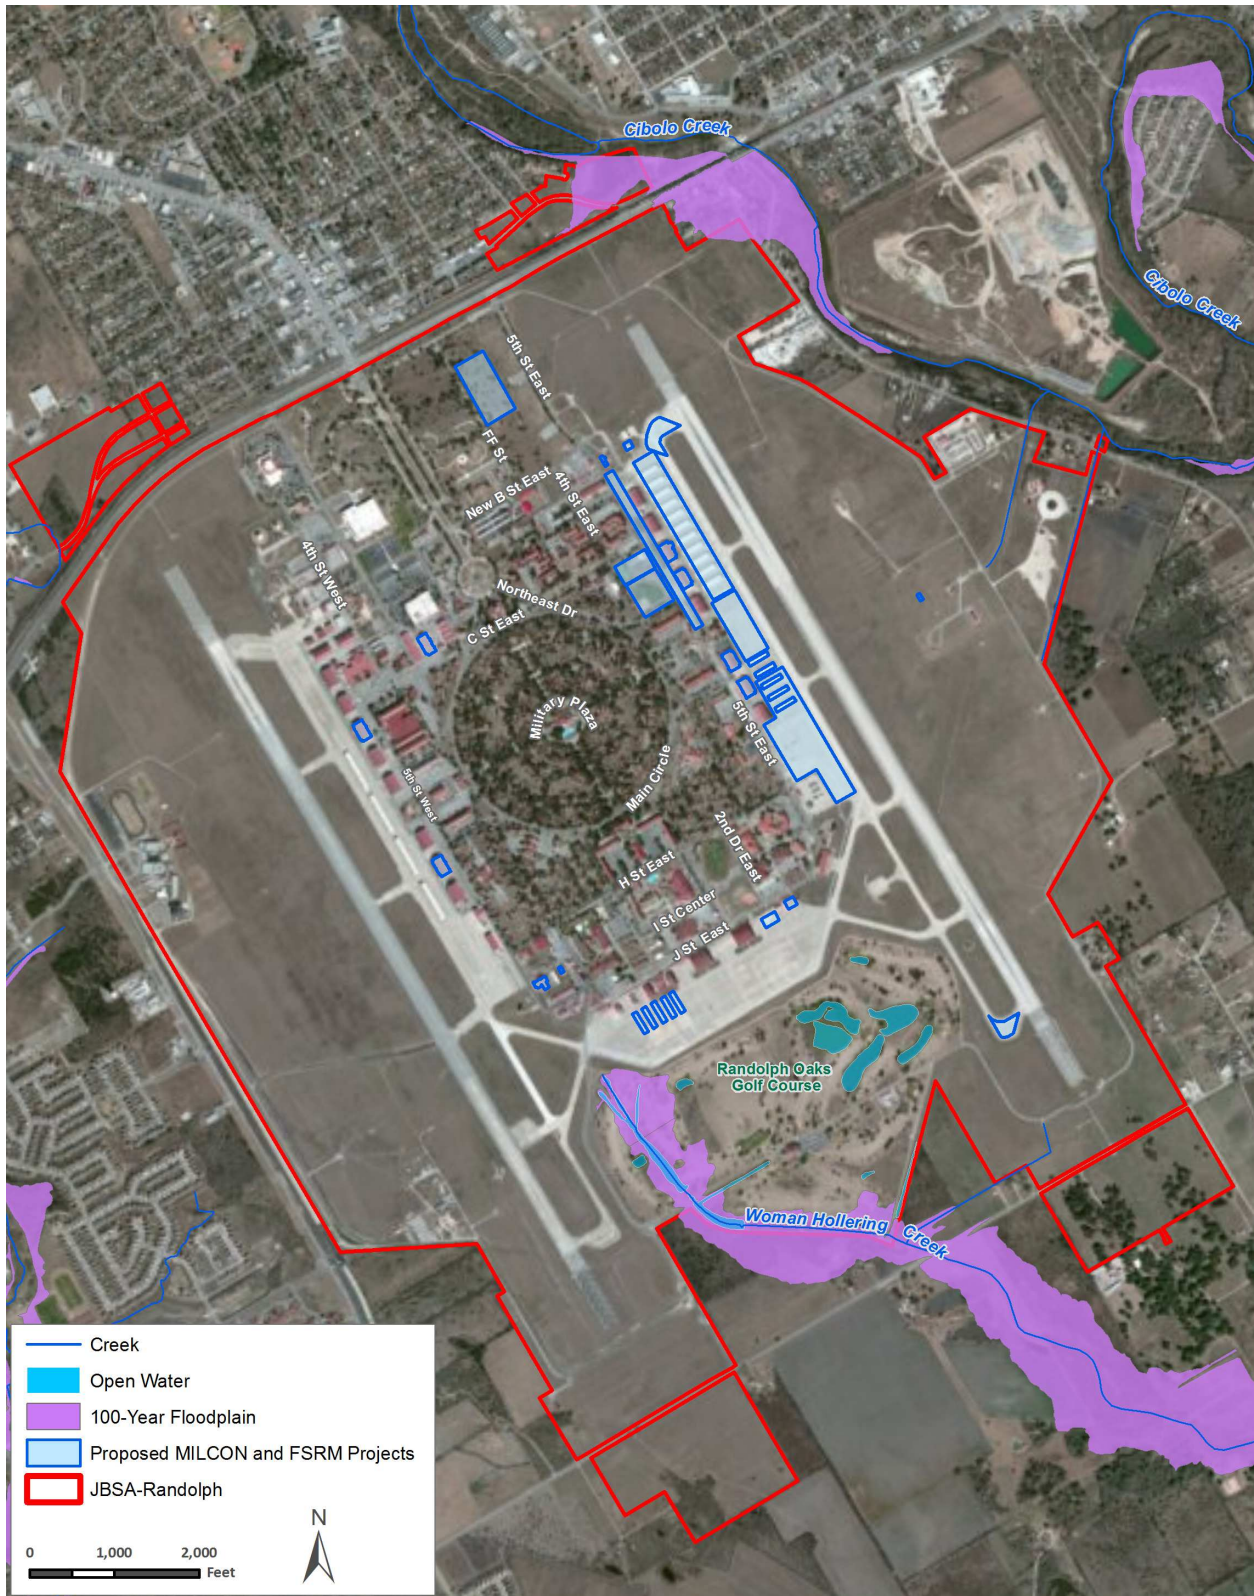 Cibolo Creek
Cibolo Creek
5th St East
FF St
New B St East
4th St East
4th St West
Northeast Dr
C St East
Military Plaza
Main Circle
5th St East
5th St West
2nd Dr East
H St East
I St Center
J St East
Randolph Oaks
Golf Course
Woman Hollering
Creek
Creek
Open Water
100-Year Floodplain
Proposed MILCON and FSRM Projects
JBSA-Randolph
N
0 1,000 2,000
Feet